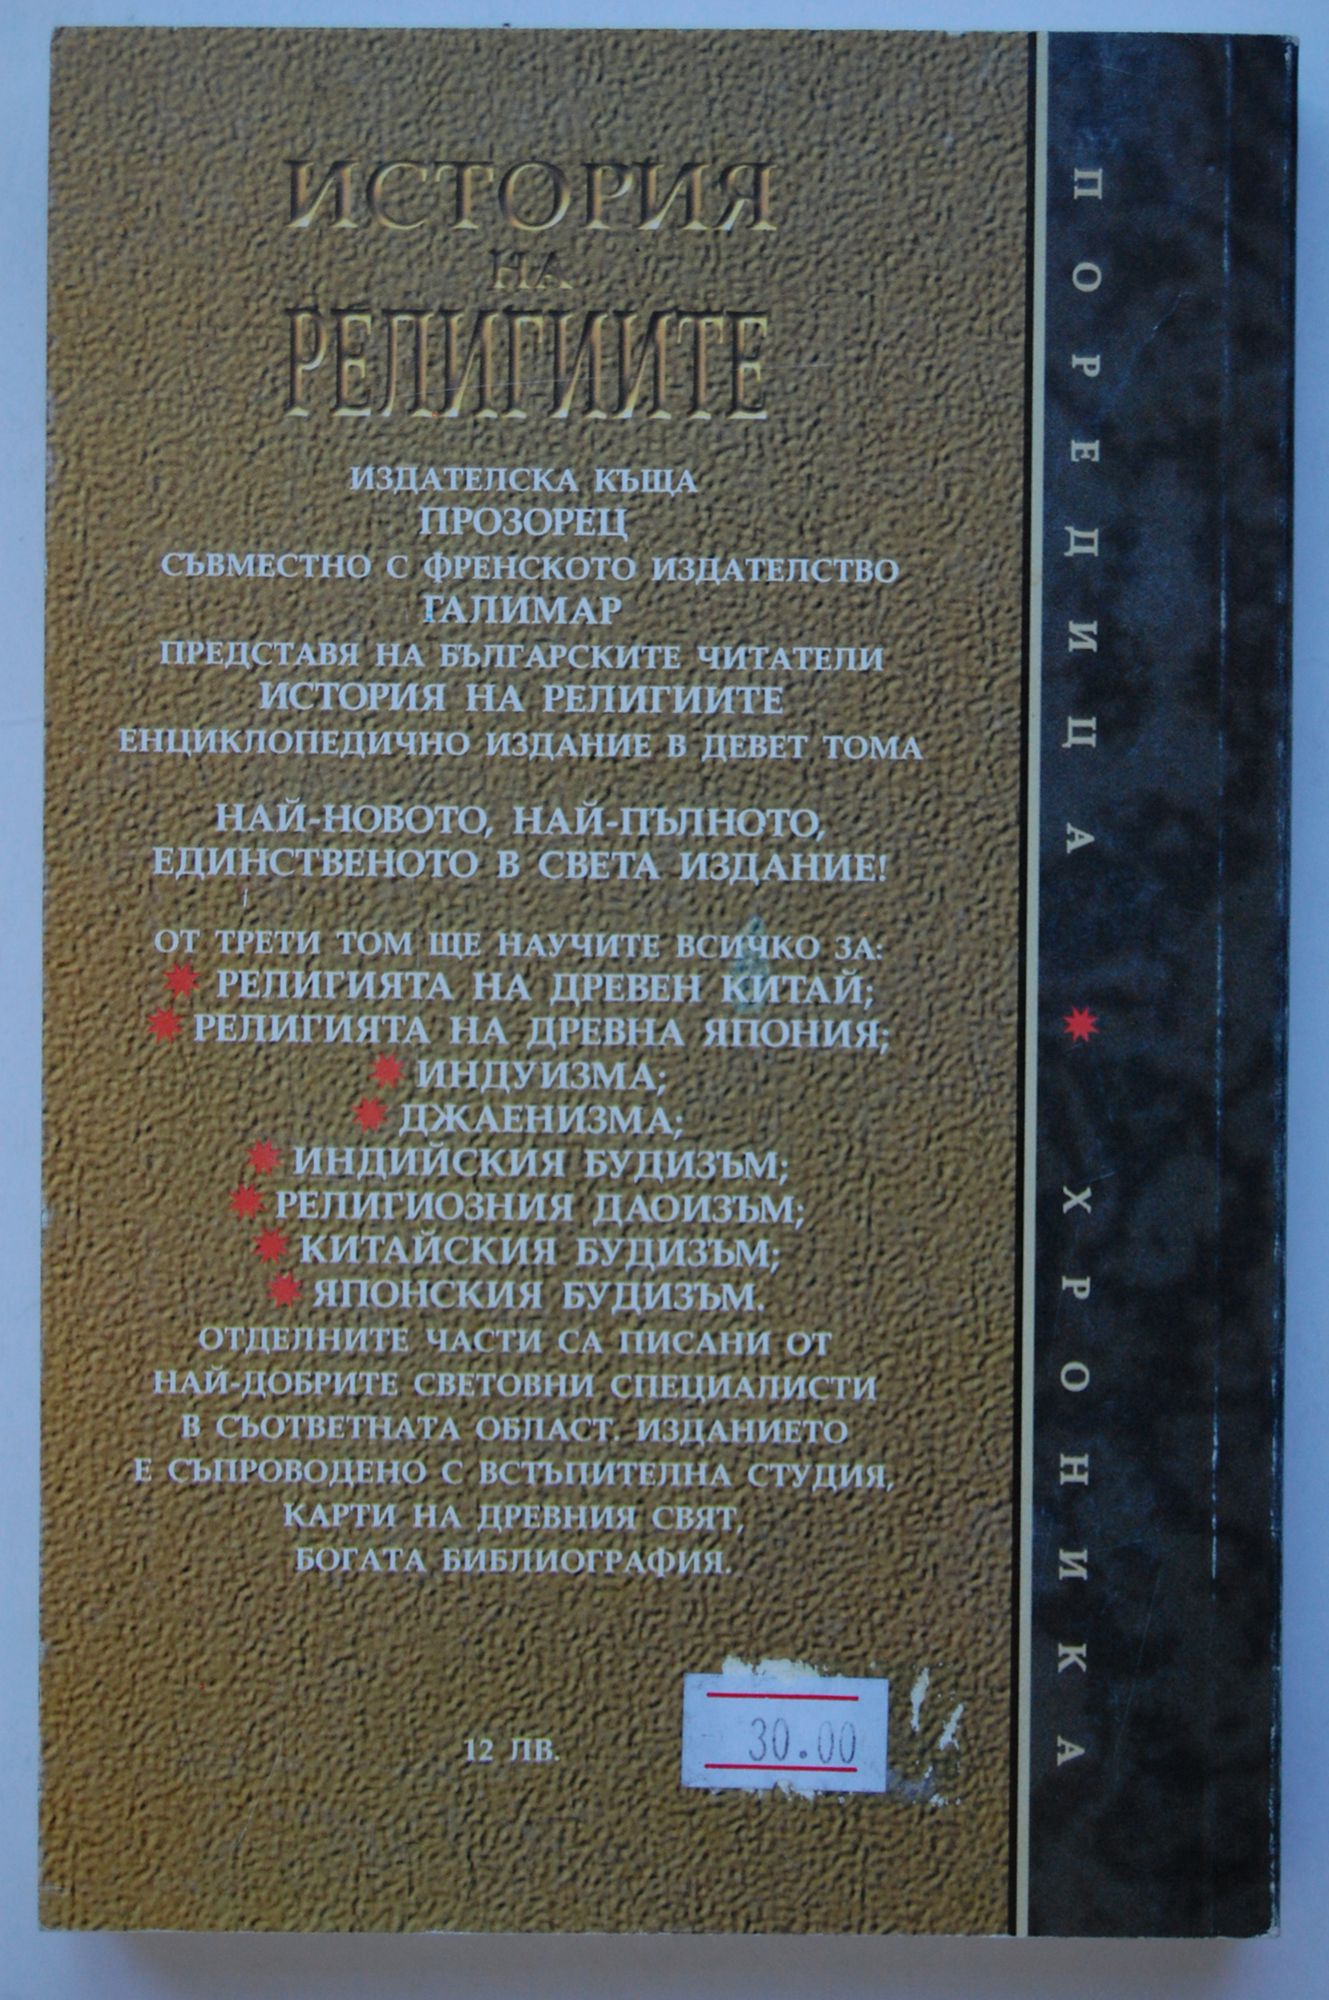 ИСТОРИЯ
НА
РЕЛИГИИТЕ
ИЗДАТЕЛСКА КЪЩА
ПРОЗОРЕЦ
СЪВМЕСТНО С ФРЕНСКОТО ИЗДАТЕЛСТВО
ГАЛИМАР
ПРЕДСТАВЯ НА БЪЛГАРСКИТЕ ЧИТАТЕЛИ
ИСТОРИЯ НА РЕЛИГИИТЕ
ЕНЦИКЛОПЕДИЧНО ИЗДАНИЕ В ДЕВЕТ ТОМА
НАЙ-НОВОТО, НАЙ-ПЪЛНОТО,
ЕДИНСТВЕНОТО В СВЕТА ИЗДАНИЕ!
ОТ ТРЕТИ ТОМ ЩЕ НАУЧИТЕ ВСИЧКО ЗА:
РЕЛИГИЯТА НА ДРЕВЕН КИТАЙ;
РЕЛИГИЯТА НА ДРЕВНА ЯПОНИЯ;
ИНДУИЗМА;
ДЖАЕНИЗМА;
ИНДИЙСКИЯ БУДИЗЪМ;
РЕЛИГИОЗНИЯ ДАОИЗЪМ;
КИТАЙСКИЯ БУДИЗЪМ;
ЯПОНСКИЯ БУДИЗЪМ.
ОТДЕЛНИТЕ ЧАСТИ СА ПИСАНИ ОТ
НАЙ-ДОБРИТЕ СВЕТОВНИ СПЕЦИАЛИСТИ
В СЪОТВЕТНАТА ОБЛАСТ. ИЗДАНИЕТО
Е СЪПРОВОДЕНО С ВСТЪПИТЕЛНА СТУДИЯ,
КАРТИ НА ДРЕВНИЯ СВЯТ,
БОГАТА БИБЛИОГРАФИЯ.
12 ЛВ.
30.00
ПОРЕДИЦА * ХРОНИКА